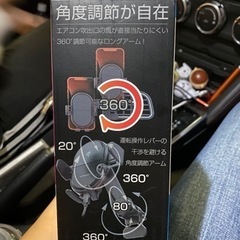 角度調節が自在
エアコン吹出口の風が直接当たりにくい
360°調節可能なロングアーム!
360°
20°
運転操作レバーの
干渉を避ける
角度調節アーム
360°
80°
360°